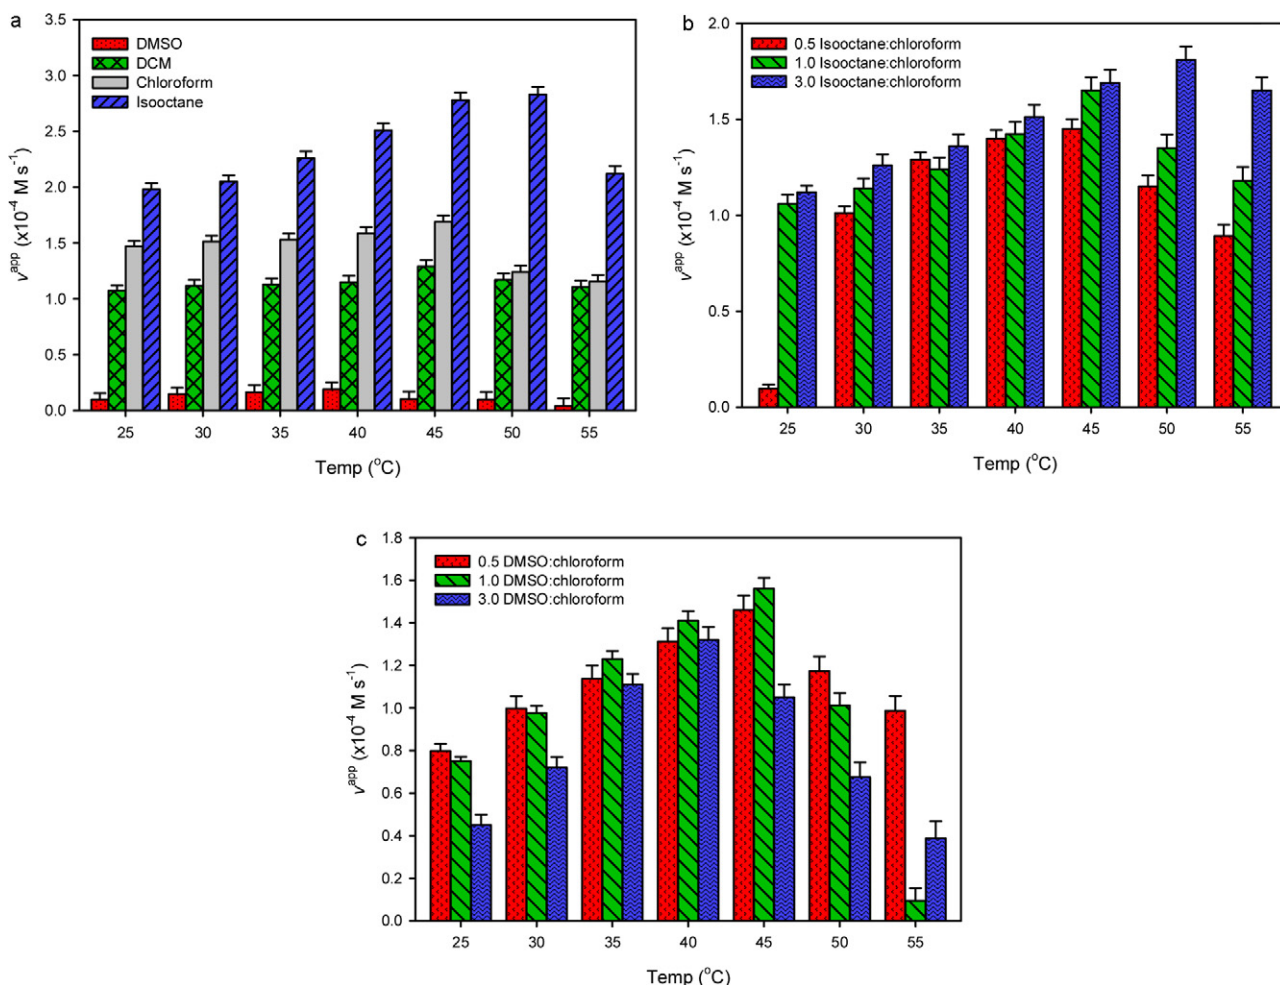 a
3.5
3.0
2.5
2.0
1.5
1.0
0.5
0.0
v^app (x10^-4 M s^-1)
DMSO
DCM
Chloroform
Isooctane
25 30 35 40 45 50 55
Temp (°C)
b
2.0
1.5
1.0
0.5
0.0
v^app (x10^-4 M s^-1)
0.5 Isooctane:chloroform
1.0 Isooctane:chloroform
3.0 Isooctane:chloroform
25 30 35 40 45 50 55
Temp (°C)
c
1.8
1.6
1.4
1.2
1.0
0.8
0.6
0.4
0.2
0.0
v^app (x10^-4 M s^-1)
0.5 DMSO:chloroform
1.0 DMSO:chloroform
3.0 DMSO:chloroform
25 30 35 40 45 50 55
Temp (°C)